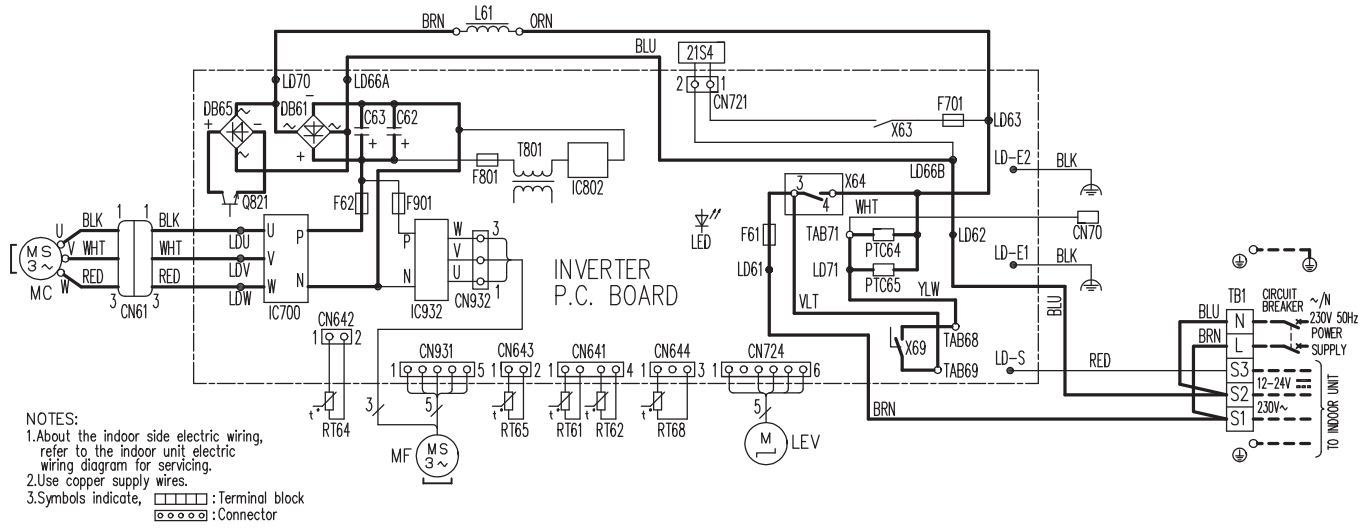 BRN L61 ORN
BLU
21S4
2 1
CN721
LD70 LD66A
DB65 DB61 C63 C62
+ ~ - - ~ ~ + + + ~
F701
X63
LD63
T801
F801
IC802
LD66B
LD-E2 BLK
Q821
F62 F901
3 X64
4
WHT
CN70
LED
F61
TAB71
PTC64
LD62
LD-E1 BLK
LD61
LD71
PTC65
YLW
VLT
BLU
1 1
U BLK BLK
V WHT WHT
W RED RED
MS
3~
MC
3 3
CN61
LDU
LDV
LDW
U P
V
W N
IC700
P W 3
V
N U 1
IC932 CN932
INVERTER
P.C. BOARD
X69
TAB68
TAB69
LD-S RED
TB1
CIRCUIT
BREAKER
~/N
230V 50Hz
POWER
SUPPLY
BLU N
BRN L
S3
12-24V
S2
230V~
S1
TO INDOOR UNIT
CN642
1 2
CN931
1 5
CN643
1 2
CN641
1 4
CN644
1 3
CN724
1 6
BRN
t°
RT64
3
5
t°
RT65
t°
RT61
t°
RT62
t°
RT68
5
MF
MS
3~
M
LEV
NOTES:
1.About the indoor side electric wiring,
refer to the indoor unit electric
wiring diagram for servicing.
2.Use copper supply wires.
3.Symbols indicate, : Terminal block
: Connector